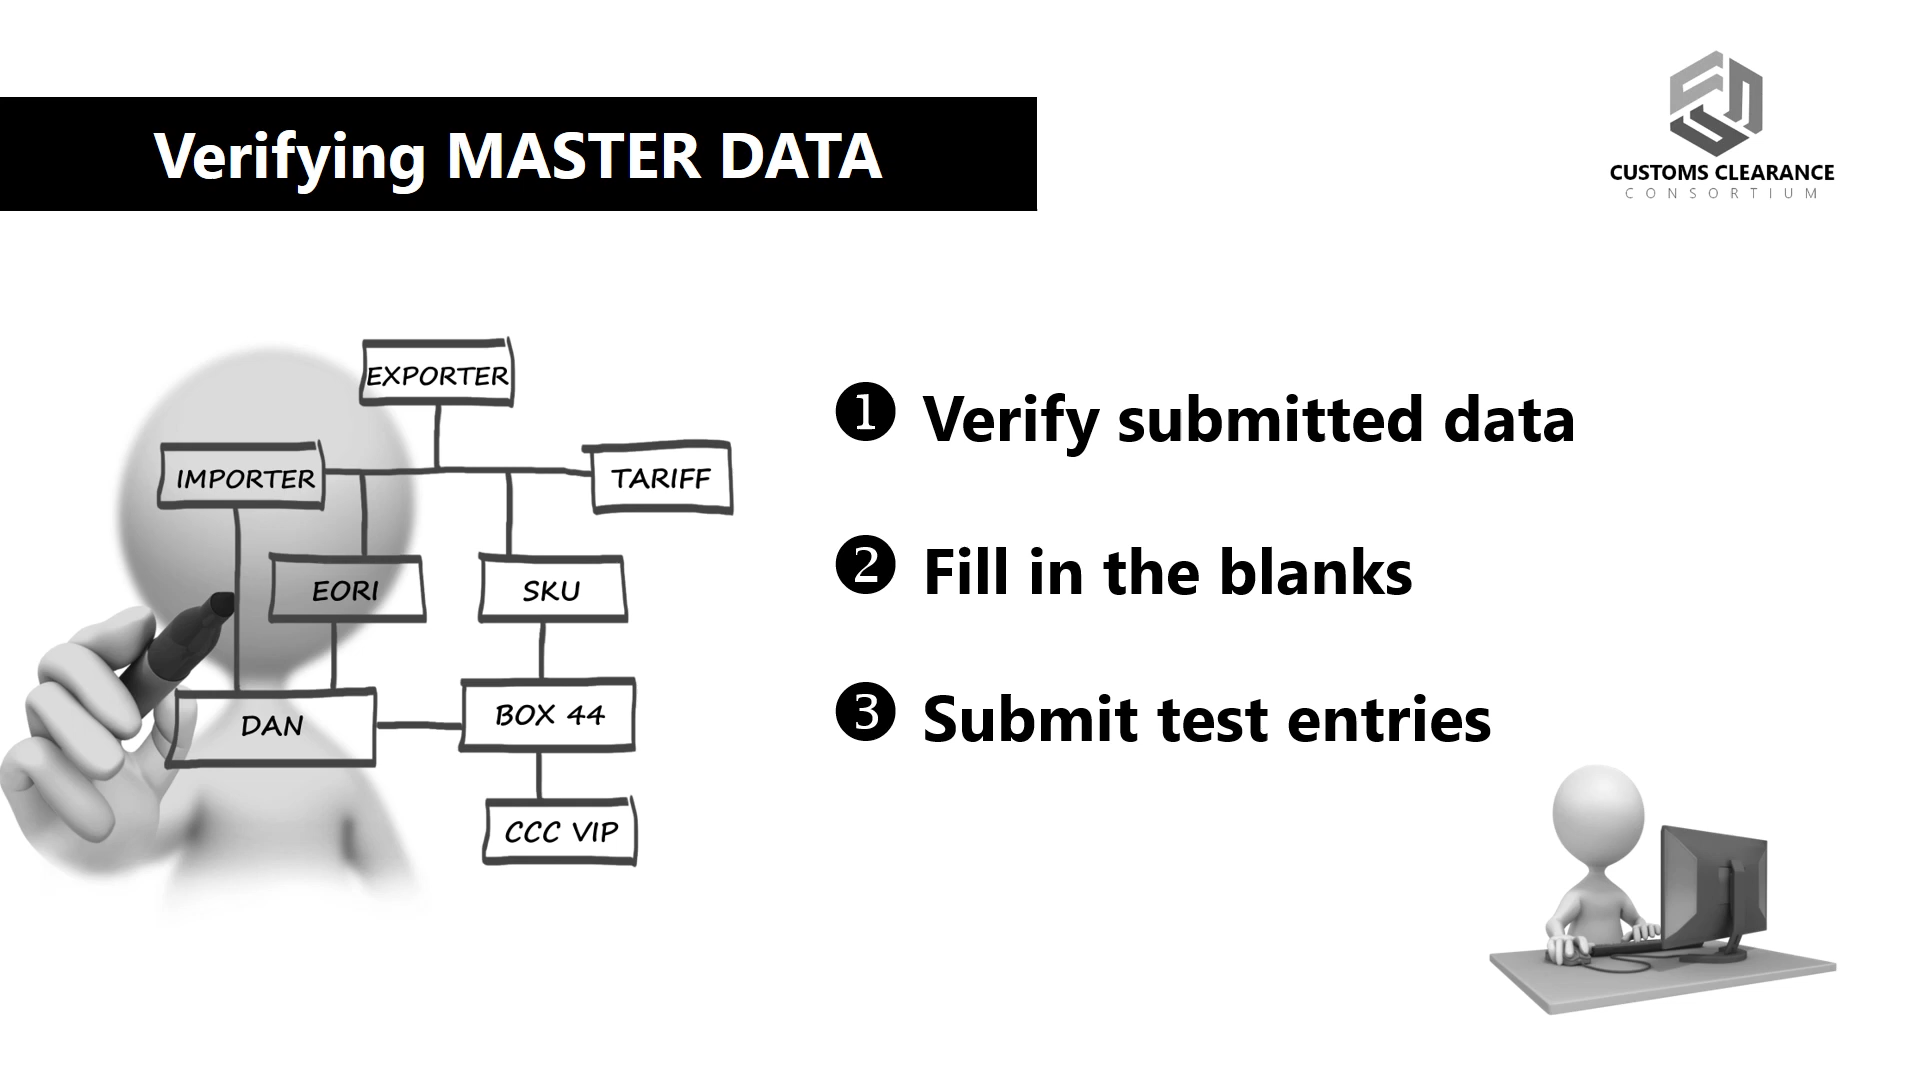 Verifying MASTER DATA
CUSTOMS CLEARANCE
CONSORTIUM
EXPORTER
IMPORTER
TARIFF
EORI
SKU
DAN
BOX 44
CCC VIP
❶ Verify submitted data
❷ Fill in the blanks
❸ Submit test entries